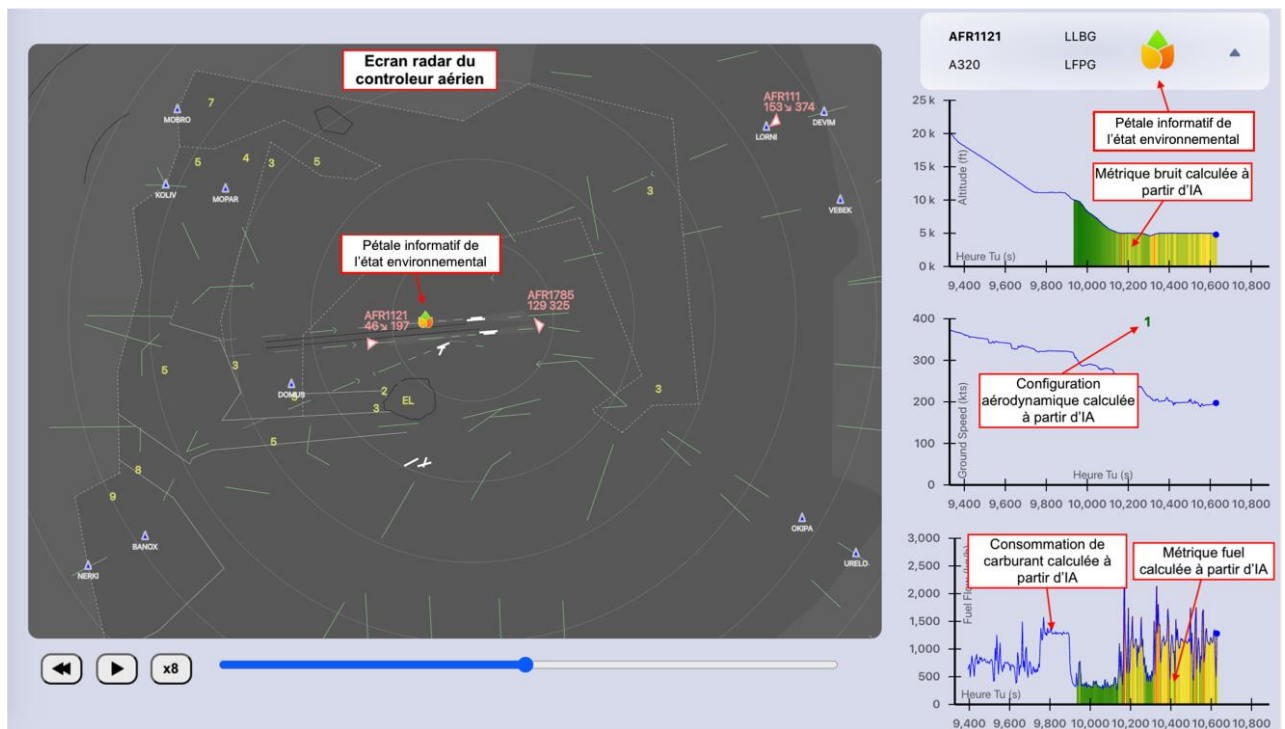 Ecran radar du
controleur aérien
7
MOBRO
5
4
3
5
KOLIV
MOPAR
AFR111
153↘ 374
LORNI
DEVIM
3
VEBEK
Pétale informatif de
l'état environnemental
AFR1121
46↘ 197
AFR1785
129 325
5
3
DOMUS
2
3
EL
3
5
8
9
BANOX
NERKI
OKIPA
URELO
x8
AFR1121 LLBG
A320 LFPG
Pétale informatif de
l'état environnemental
Métrique bruit calculée à
partir d'IA
25 k
20 k
15 k
10 k
5 k
0 k
Altitude (ft)
Heure Tu (s)
9,400 9,600 9,800 10,000 10,200 10,400 10,600 10,800
400
300
200
100
0
Ground Speed (kts)
1
Configuration
aérodynamique calculée
à partir d'IA
Heure Tu (s)
9,400 9,600 9,800 10,000 10,200 10,400 10,600 10,800
3,000
2,500
2,000
1,500
1,000
500
0
Consommation de
carburant calculée à
partir d'IA
Métrique fuel
calculée à partir d'IA
Heure Tu (s)
9,400 9,600 9,800 10,000 10,200 10,400 10,600 10,800